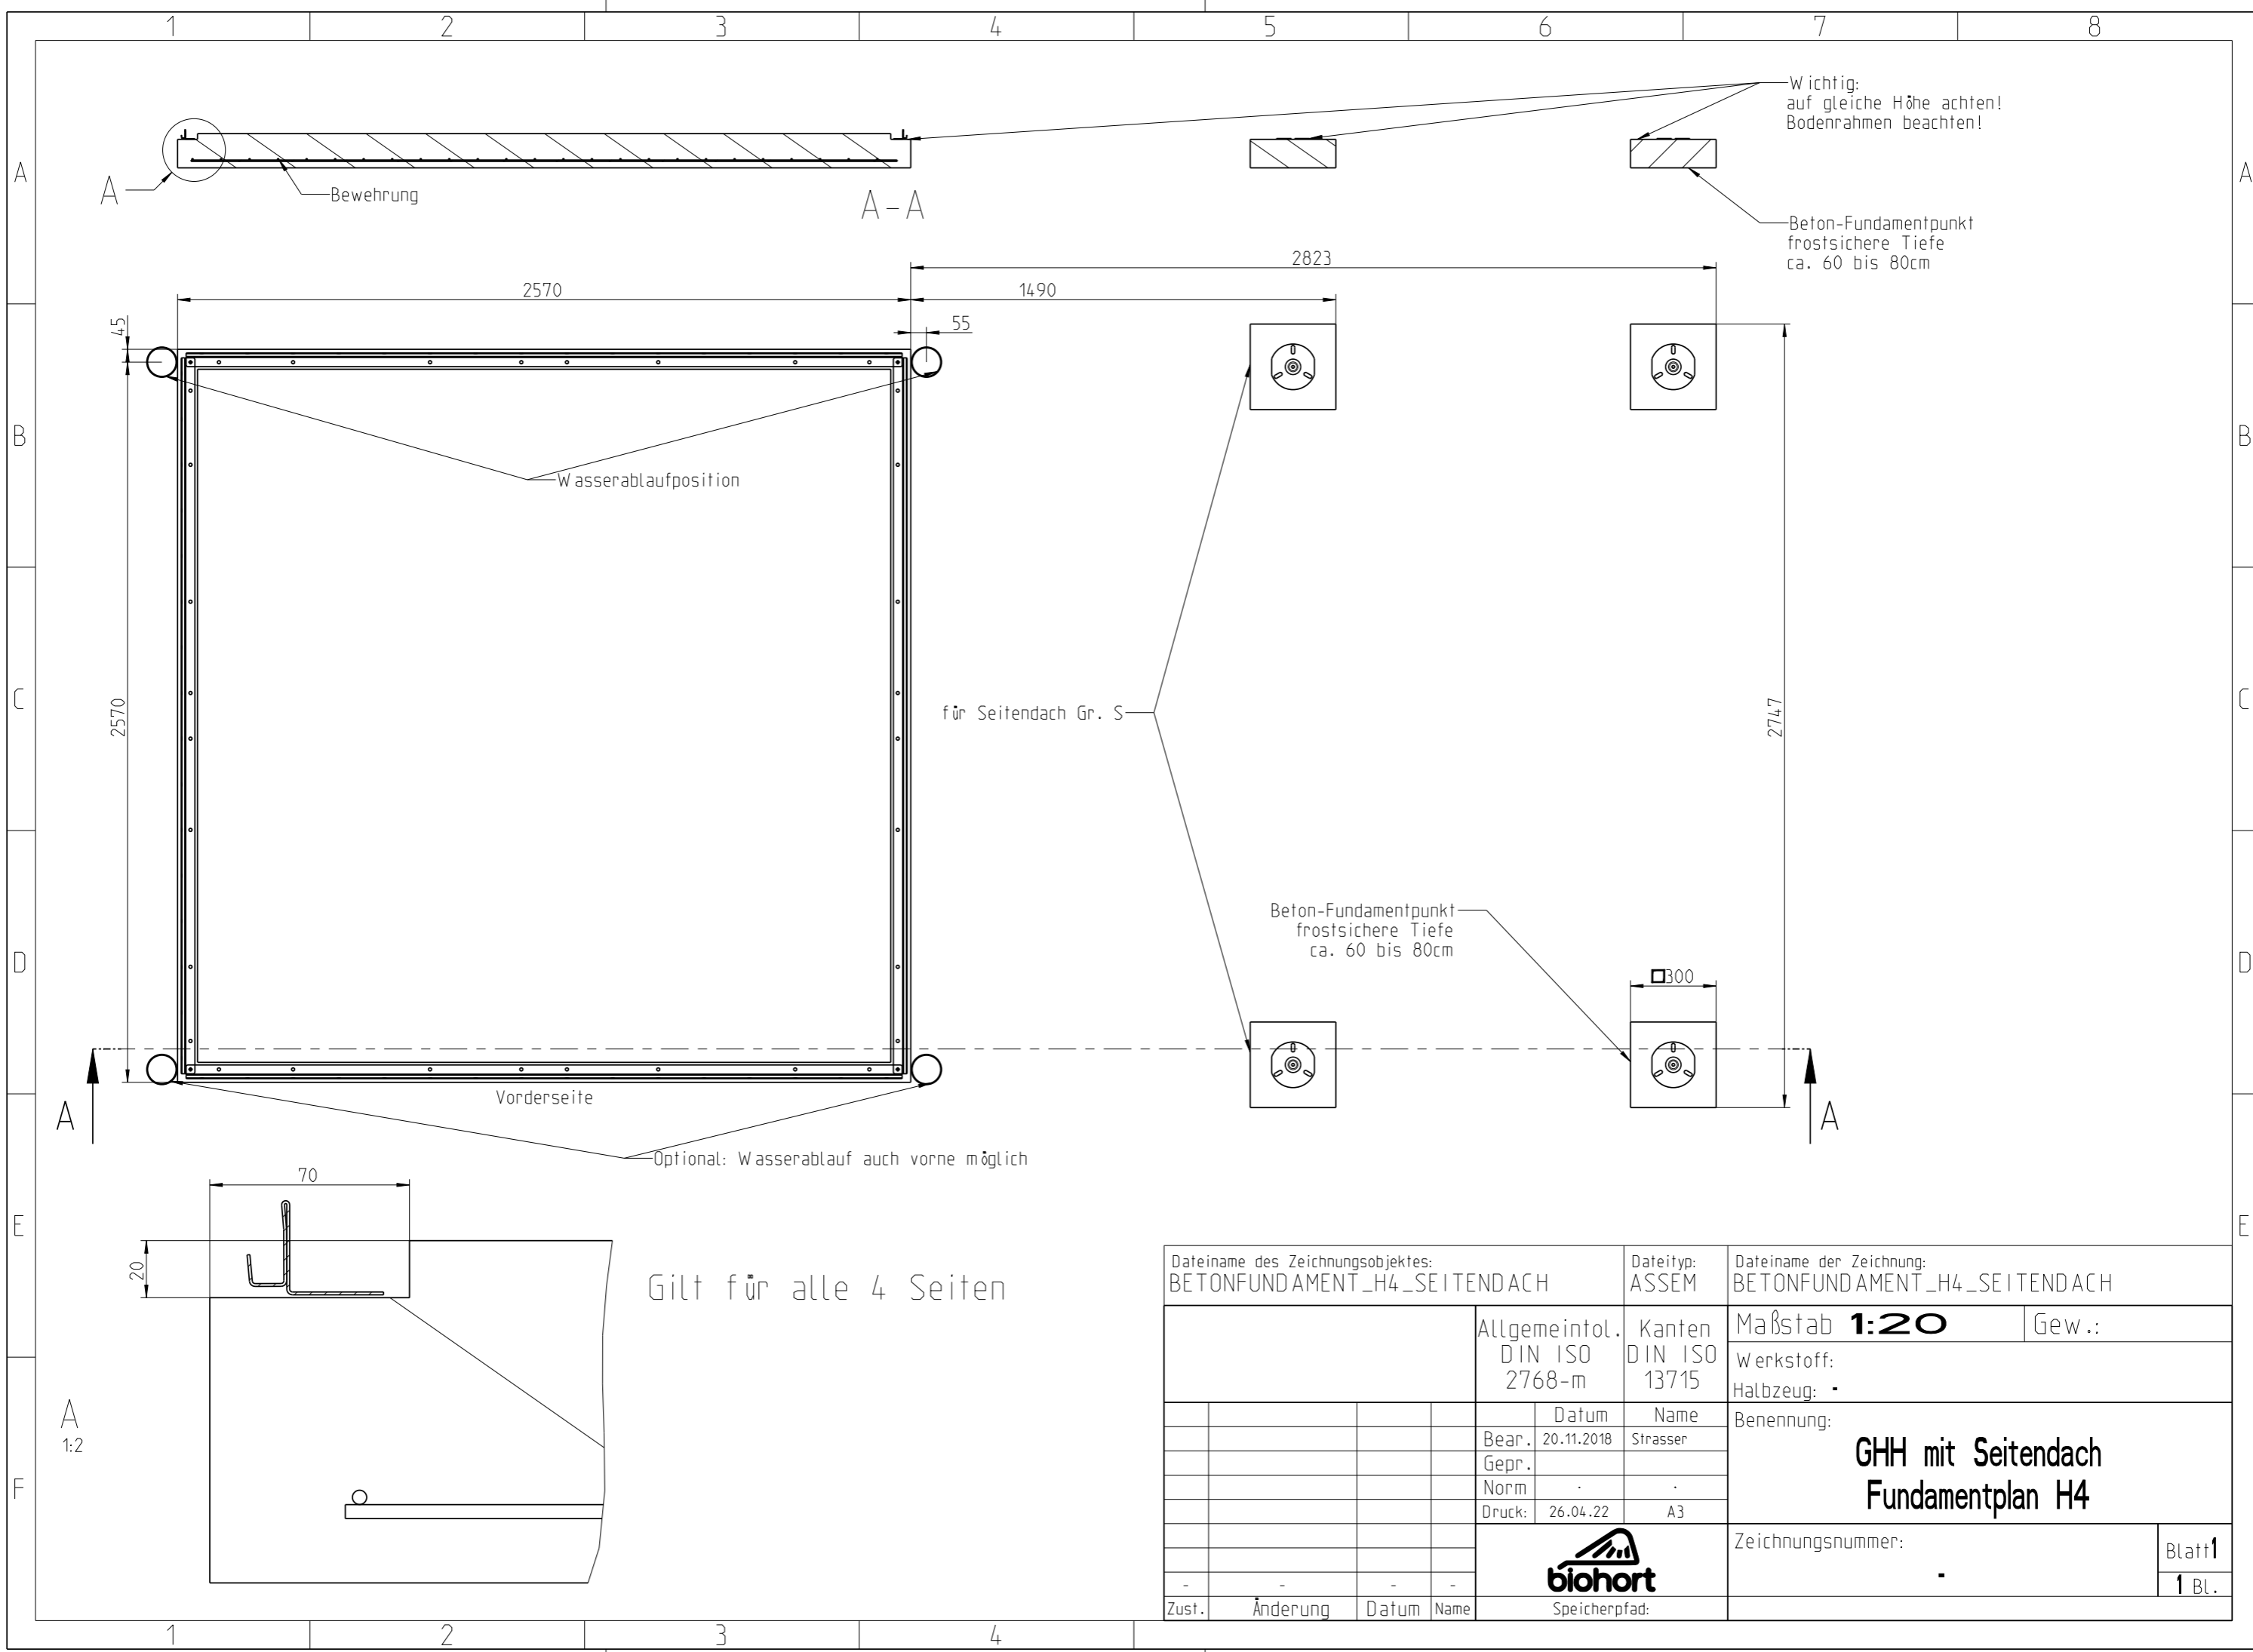 1 2 3 4 5 6 7 8
Wichtig:
auf gleiche Höhe achten!
Bodenrahmen beachten!
A
A
A
Bewehrung
A-A
Beton-Fundamentpunkt
frostsichere Tiefe
ca. 60 bis 80cm
2823
2570
1490
45
55
B
B
Wasserablaufposition
C
C
2570
für Seitendach Gr. S
2747
Beton-Fundamentpunkt
frostsichere Tiefe
ca. 60 bis 80cm
D
D
□300
Vorderseite
A
A
Optional: Wasserablauf auch vorne möglich
70
E
E
20
Gilt für alle 4 Seiten
A
1:2
F
Dateiname des Zeichnungsobjektes:
BETONFUNDAMENT_H4_SEITENDACH
Dateityp:
ASSEM
Dateiname der Zeichnung:
BETONFUNDAMENT_H4_SEITENDACH
Allgemeintol.
DIN ISO
2768-m
Kanten
DIN ISO
13715
Maßstab 1:20
Gew.:
Werkstoff:
Halbzeug: -
Datum Name
Bear. 20.11.2018 Strasser
Gepr.
Norm . .
Druck: 26.04.22 A3
Benennung:
GHH mit Seitendach
Fundamentplan H4
biohort
Zeichnungsnummer:
-
Blatt 1
1 Bl.
- - - -
Zust. Änderung Datum Name
Speicherpfad:
1 2 3 4